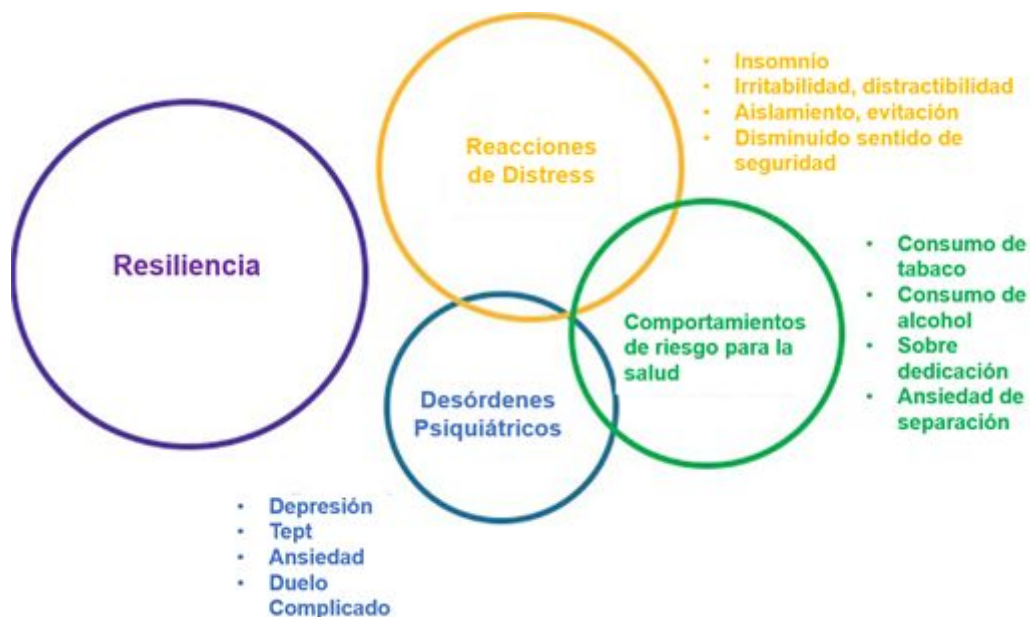 Resiliencia
Reacciones
de Distress
• Insomnio
• Irritabilidad, distractibilidad
• Aislamiento, evitación
• Disminuido sentido de
seguridad
Comportamientos
de riesgo para la
salud
• Consumo de
tabaco
• Consumo de
alcohol
• Sobre
dedicación
• Ansiedad de
separación
Desórdenes
Psiquiátricos
• Depresión
• Tept
• Ansiedad
• Duelo
Complicado